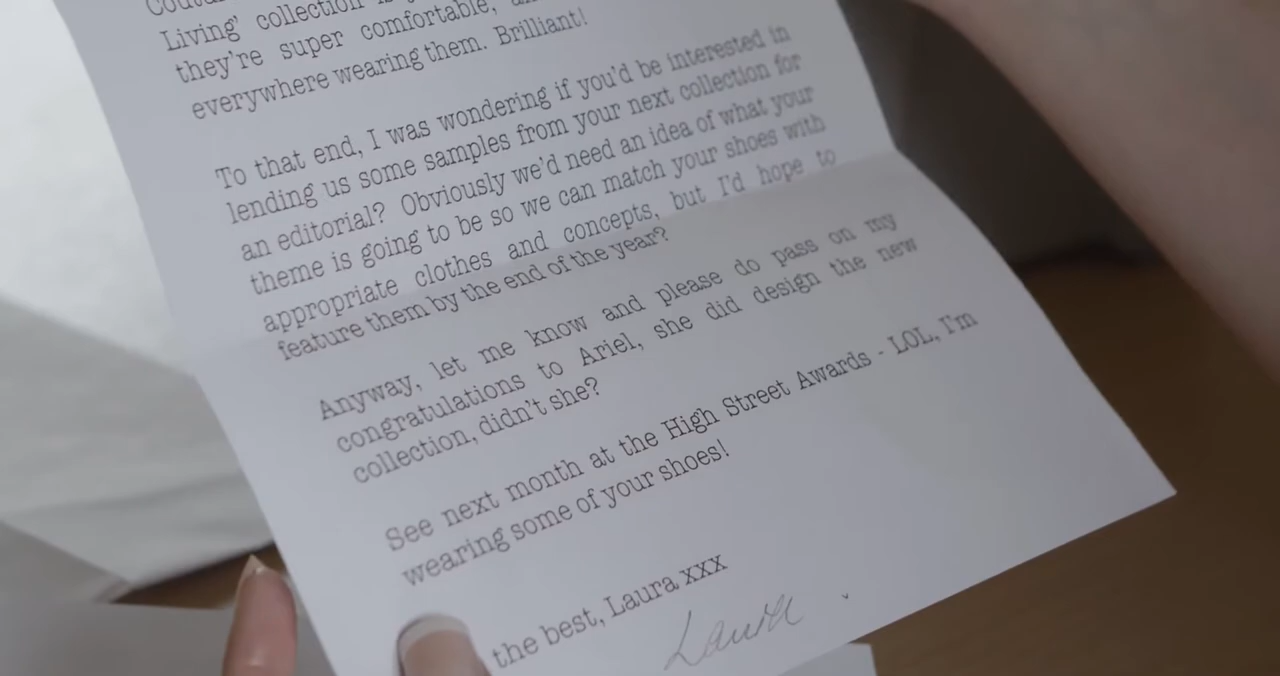 Living' collection
they're super comfortable,
everywhere wearing them. Brilliant!
To that end, I was wondering if you'd be interested in
lending us some samples from your next collection for
an editorial? Obviously we'd need an idea of what your
theme is going to be so we can match your shoes with
appropriate clothes and concepts, but I'd hope to
feature them by the end of the year?
Anyway, let me know and please do pass on my
congratulations to Ariel, she did design the new
collection, didn't she?
See next month at the High Street Awards - LOL, I'm
wearing some of your shoes!
the best, Laura xxx
Laura